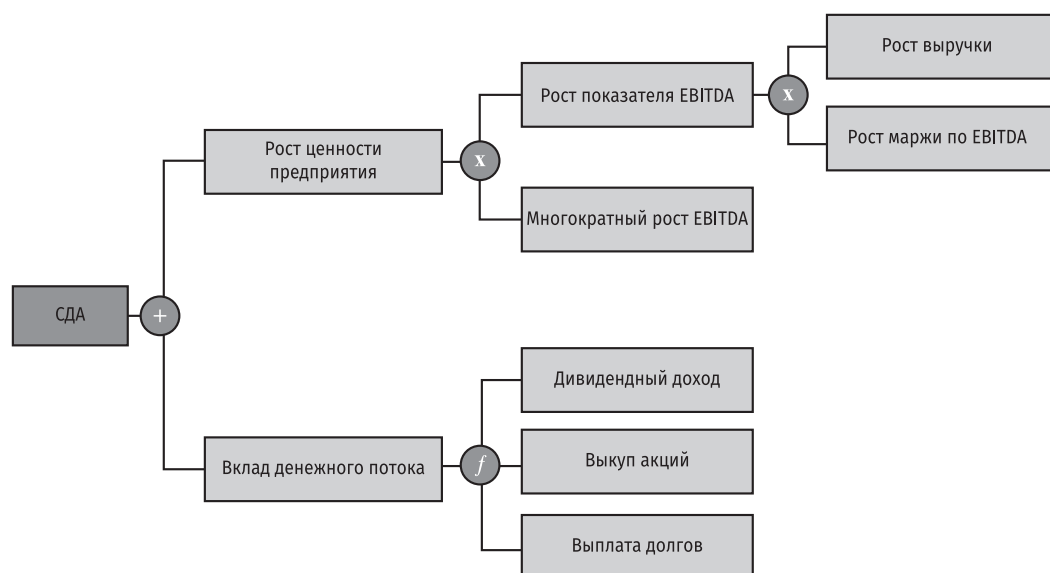 Рост выручки
Рост показателя EBITDA
x
Рост маржи по EBITDA
Рост ценности
предприятия
x
Многократный рост EBITDA
СДА
+
Дивидендный доход
Вклад денежного потока
f
Выкуп акций
Выплата долгов